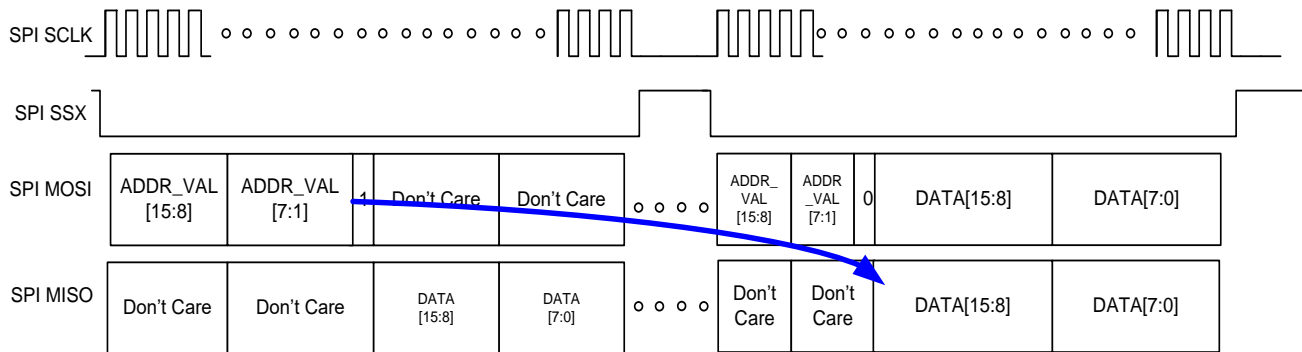 SPI SCLK
SPI SSX
SPI MOSI
ADDR_VAL
[15:8]
ADDR_VAL
[7:1]
1
Don't Care
Don't Care
ADDR_
VAL
[15:8]
ADDR
_VAL
[7:1]
0
DATA[15:8]
DATA[7:0]
SPI MISO
Don't Care
Don't Care
DATA
[15:8]
DATA
[7:0]
Don't
Care
Don't
Care
DATA[15:8]
DATA[7:0]